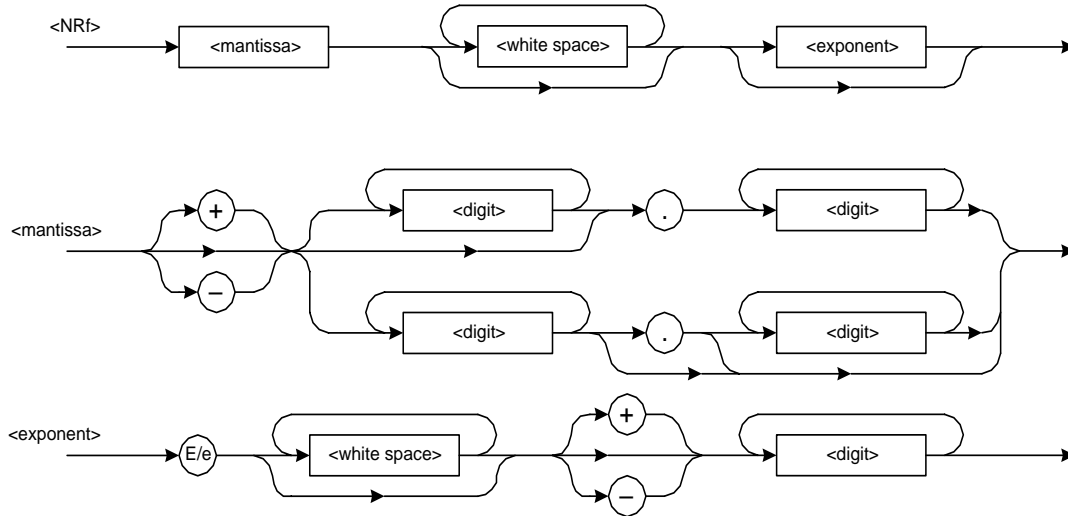 <NRf>
<mantissa>
<white space>
<exponent>
<mantissa>
+
−
<digit>
.
<digit>
<digit>
.
<digit>
<exponent>
E/e
<white space>
+
−
<digit>